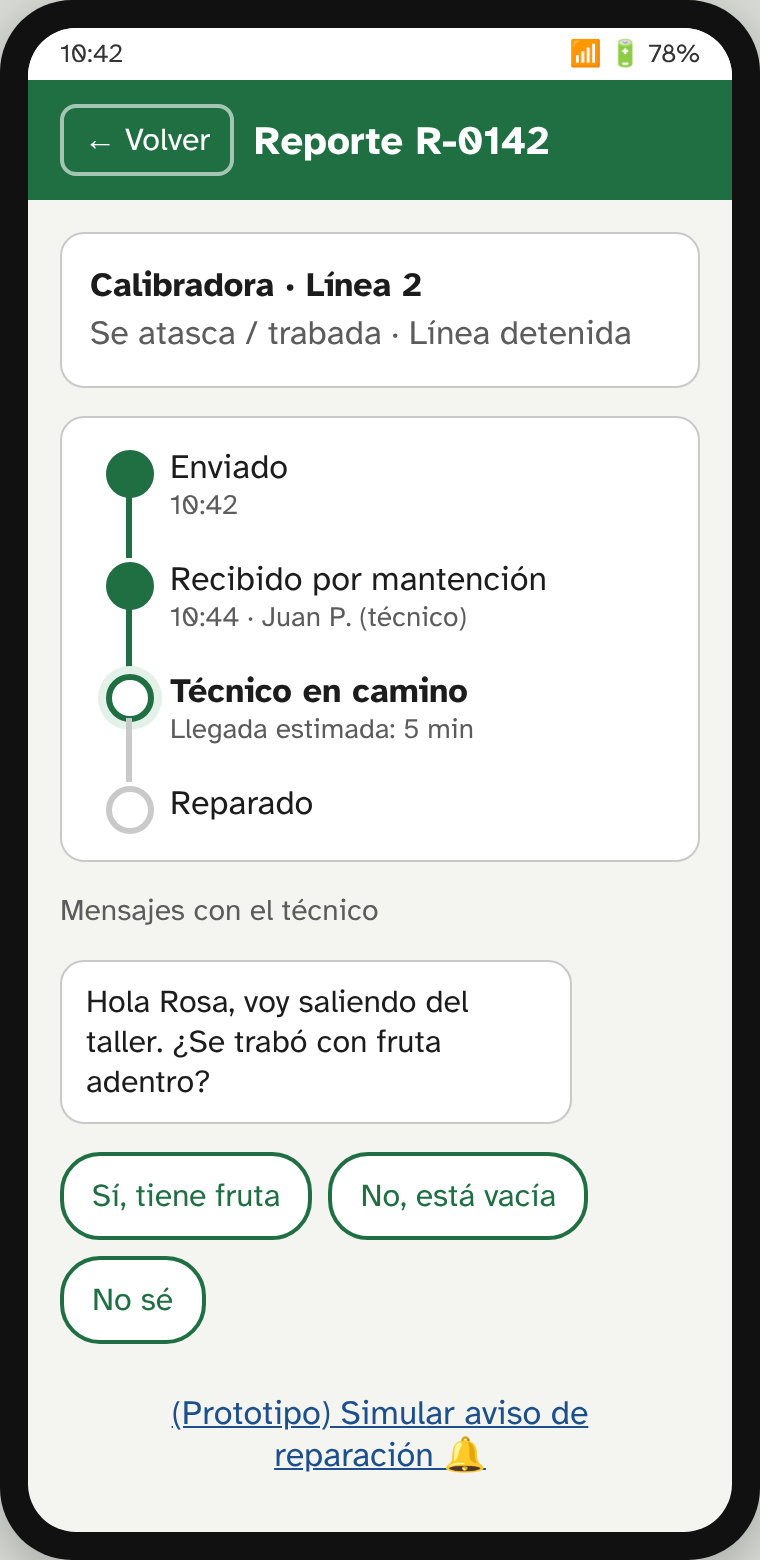 10:42 📶 🔋 78%
← Volver Reporte R-0142
Calibradora · Línea 2
Se atasca / trabada · Línea detenida
Enviado
10:42
Recibido por mantención
10:44 · Juan P. (técnico)
Técnico en camino
Llegada estimada: 5 min
Reparado
Mensajes con el técnico
Hola Rosa, voy saliendo del
taller. ¿Se trabó con fruta
adentro?
Sí, tiene fruta No, está vacía
No sé
(Prototipo) Simular aviso de
reparación 🔔